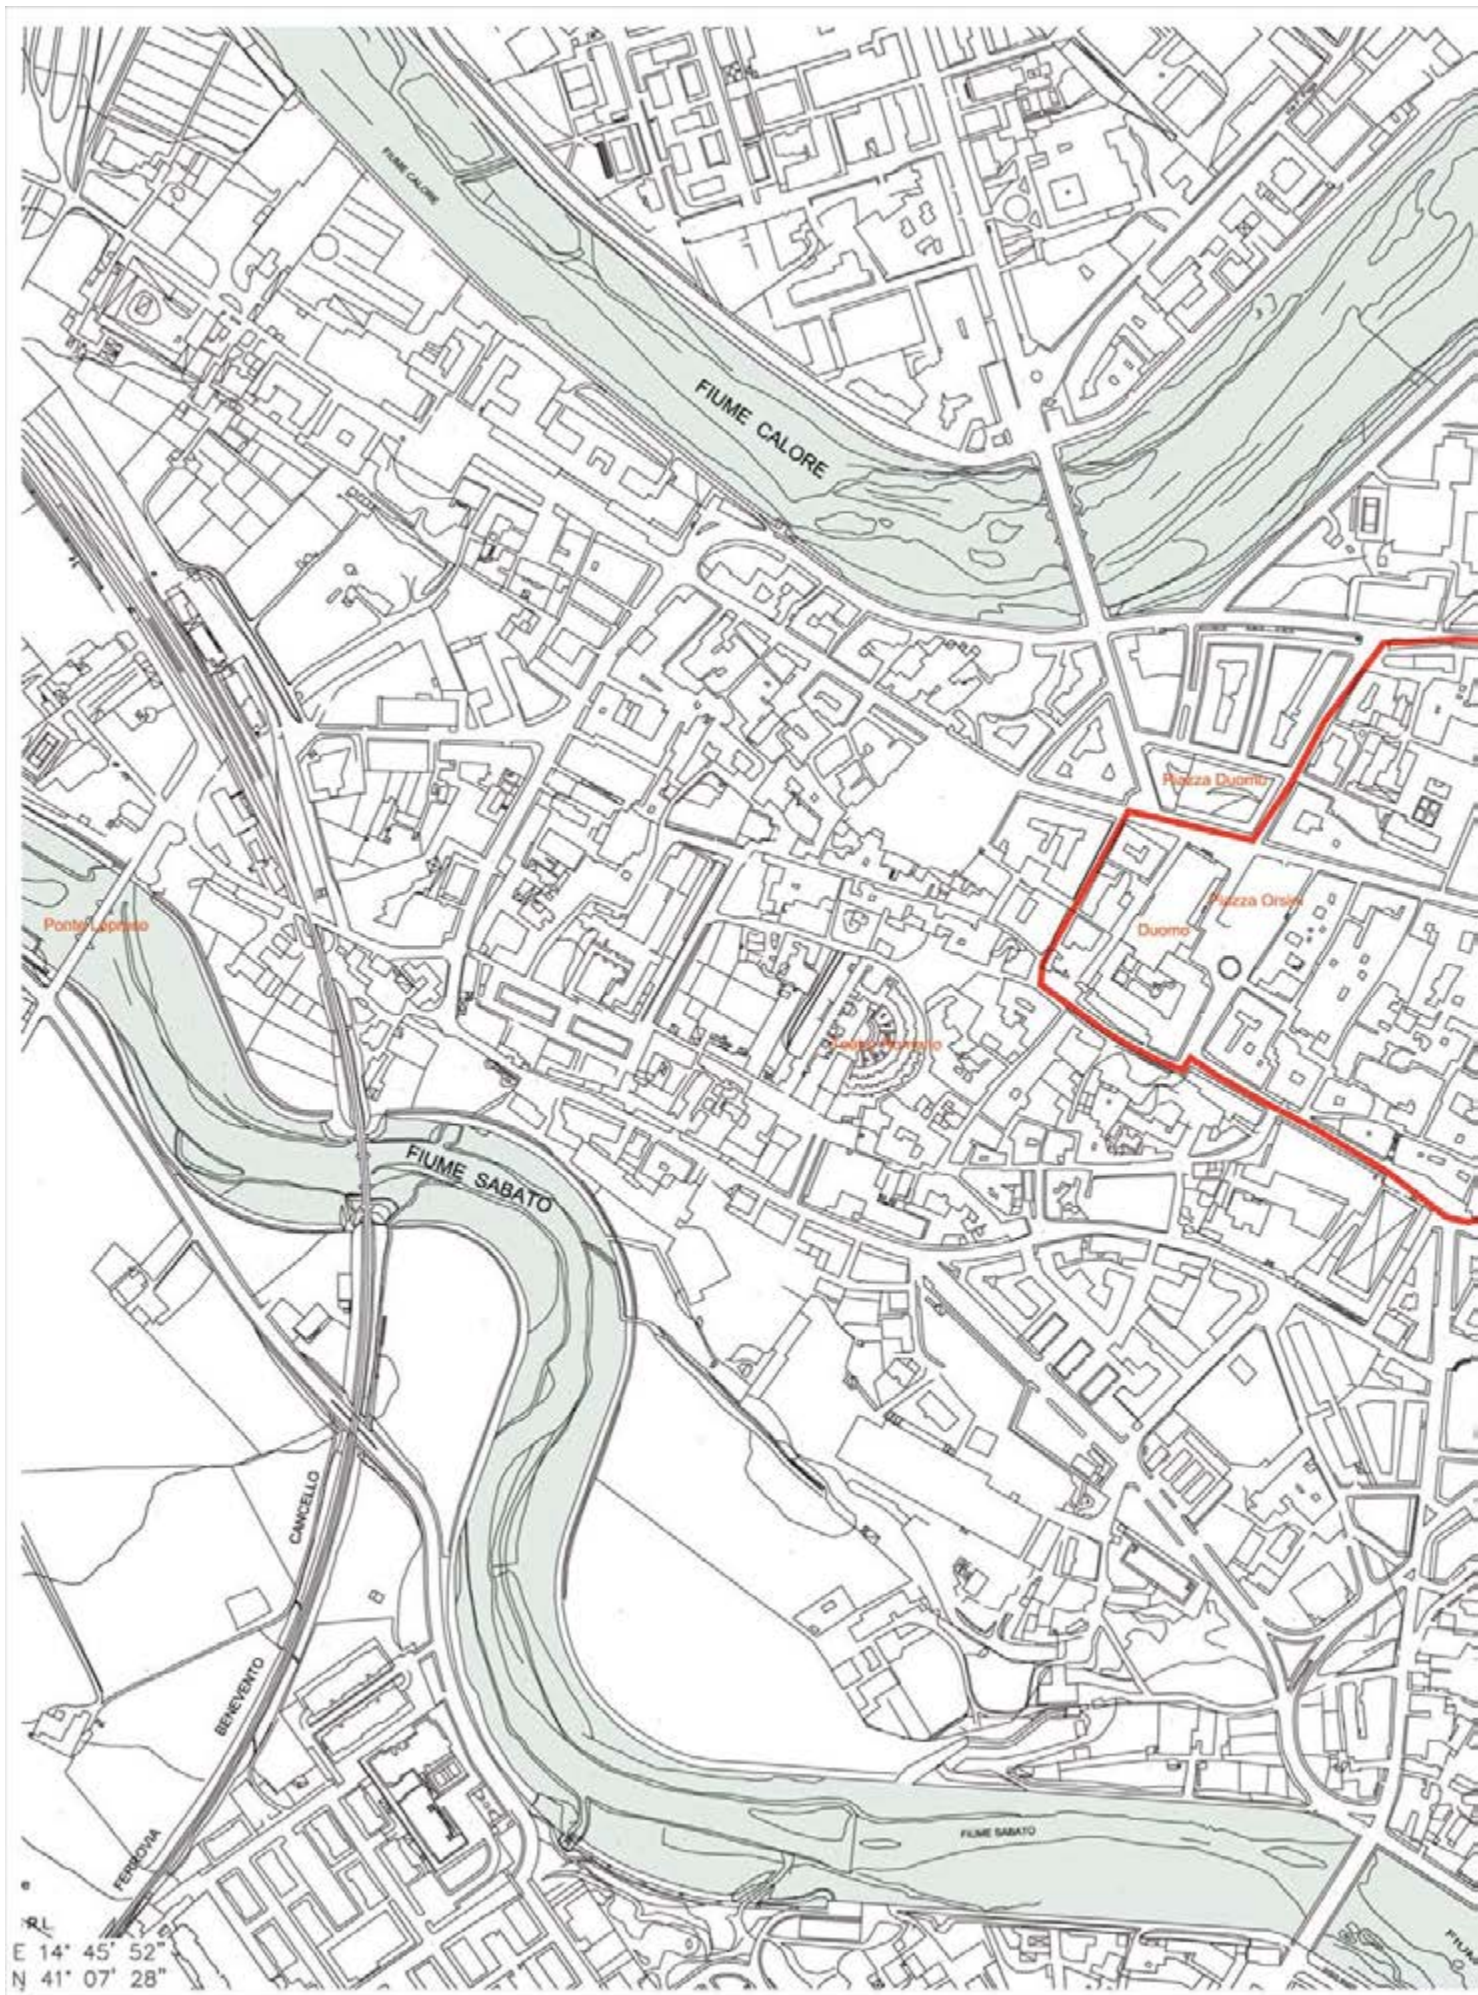 FIUME CALORE
FIUME CALORE
Piazza Duomo
Piazza Orsini
Ponte Leproso
Duomo
Teatro Romano
FIUME SABATO
CANCELLO
BENEVENTO
FERROVIA
FIUME SABATO
e
R.L.
E 14° 45' 52"
N 41° 07' 28"